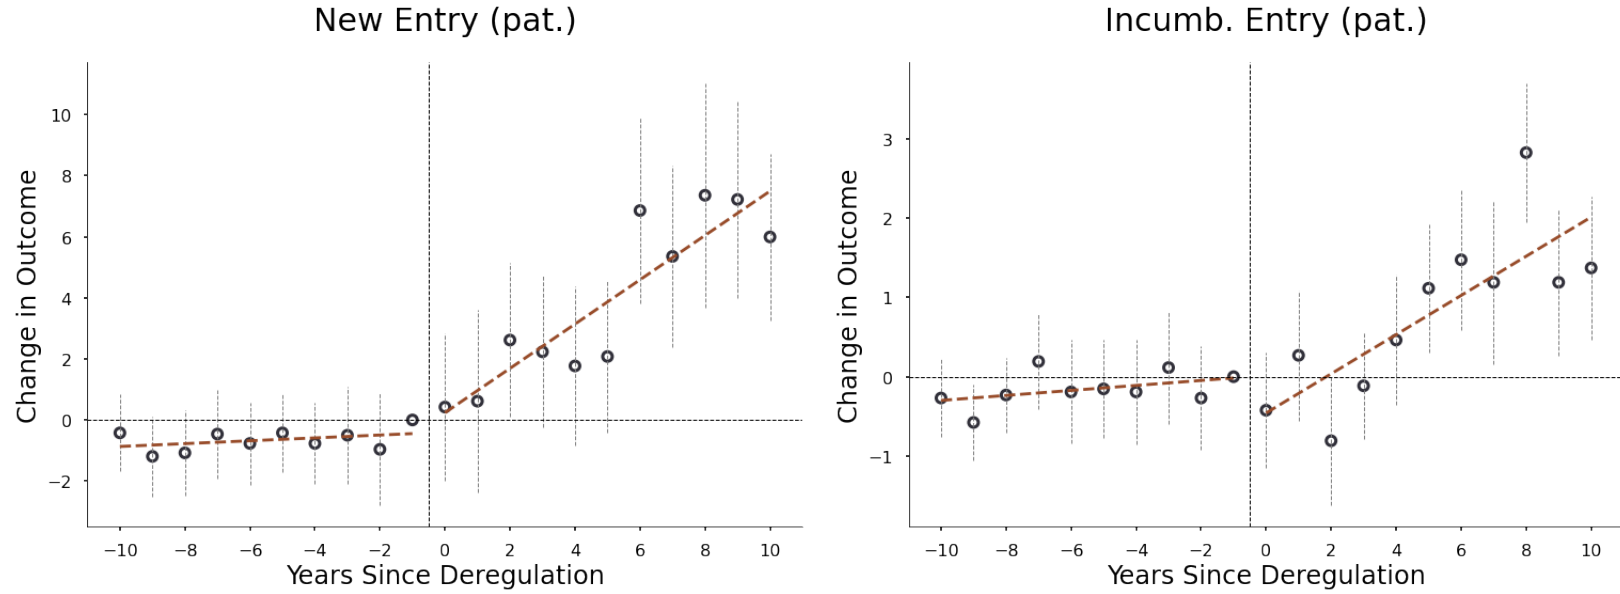 New Entry (pat.)
Change in Outcome
10
8
6
4
2
0
−2
−10 −8 −6 −4 −2 0 2 4 6 8 10
Years Since Deregulation
Incumb. Entry (pat.)
Change in Outcome
3
2
1
0
−1
−10 −8 −6 −4 −2 0 2 4 6 8 10
Years Since Deregulation